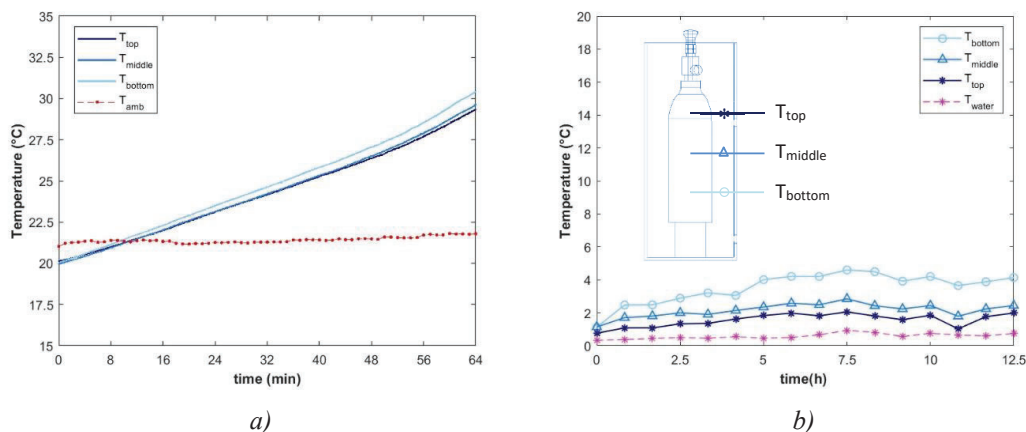 35
32.5
30
27.5
25
22.5
20
17.5
15
Temperature (°C)
T_top
T_middle
T_bottom
T_amb
0 8 16 24 32 40 48 56 64
time (min)
a)
20
18
16
14
12
10
8
6
4
2
0
Temperature (°C)
T_top
T_middle
T_bottom
T_bottom
T_middle
T_top
T_water
0 2.5 5 7.5 10 12.5
time(h)
b)